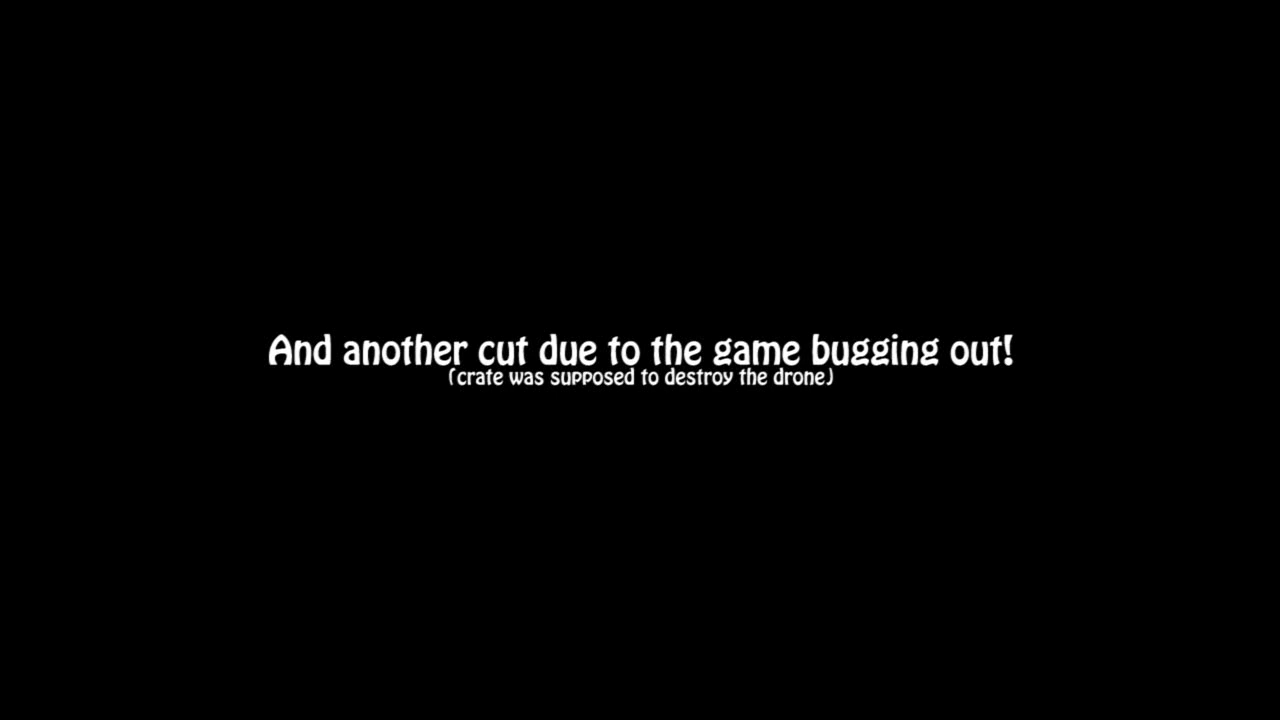 And another cut due to the game bugging out!
(crate was supposed to destroy the drone)